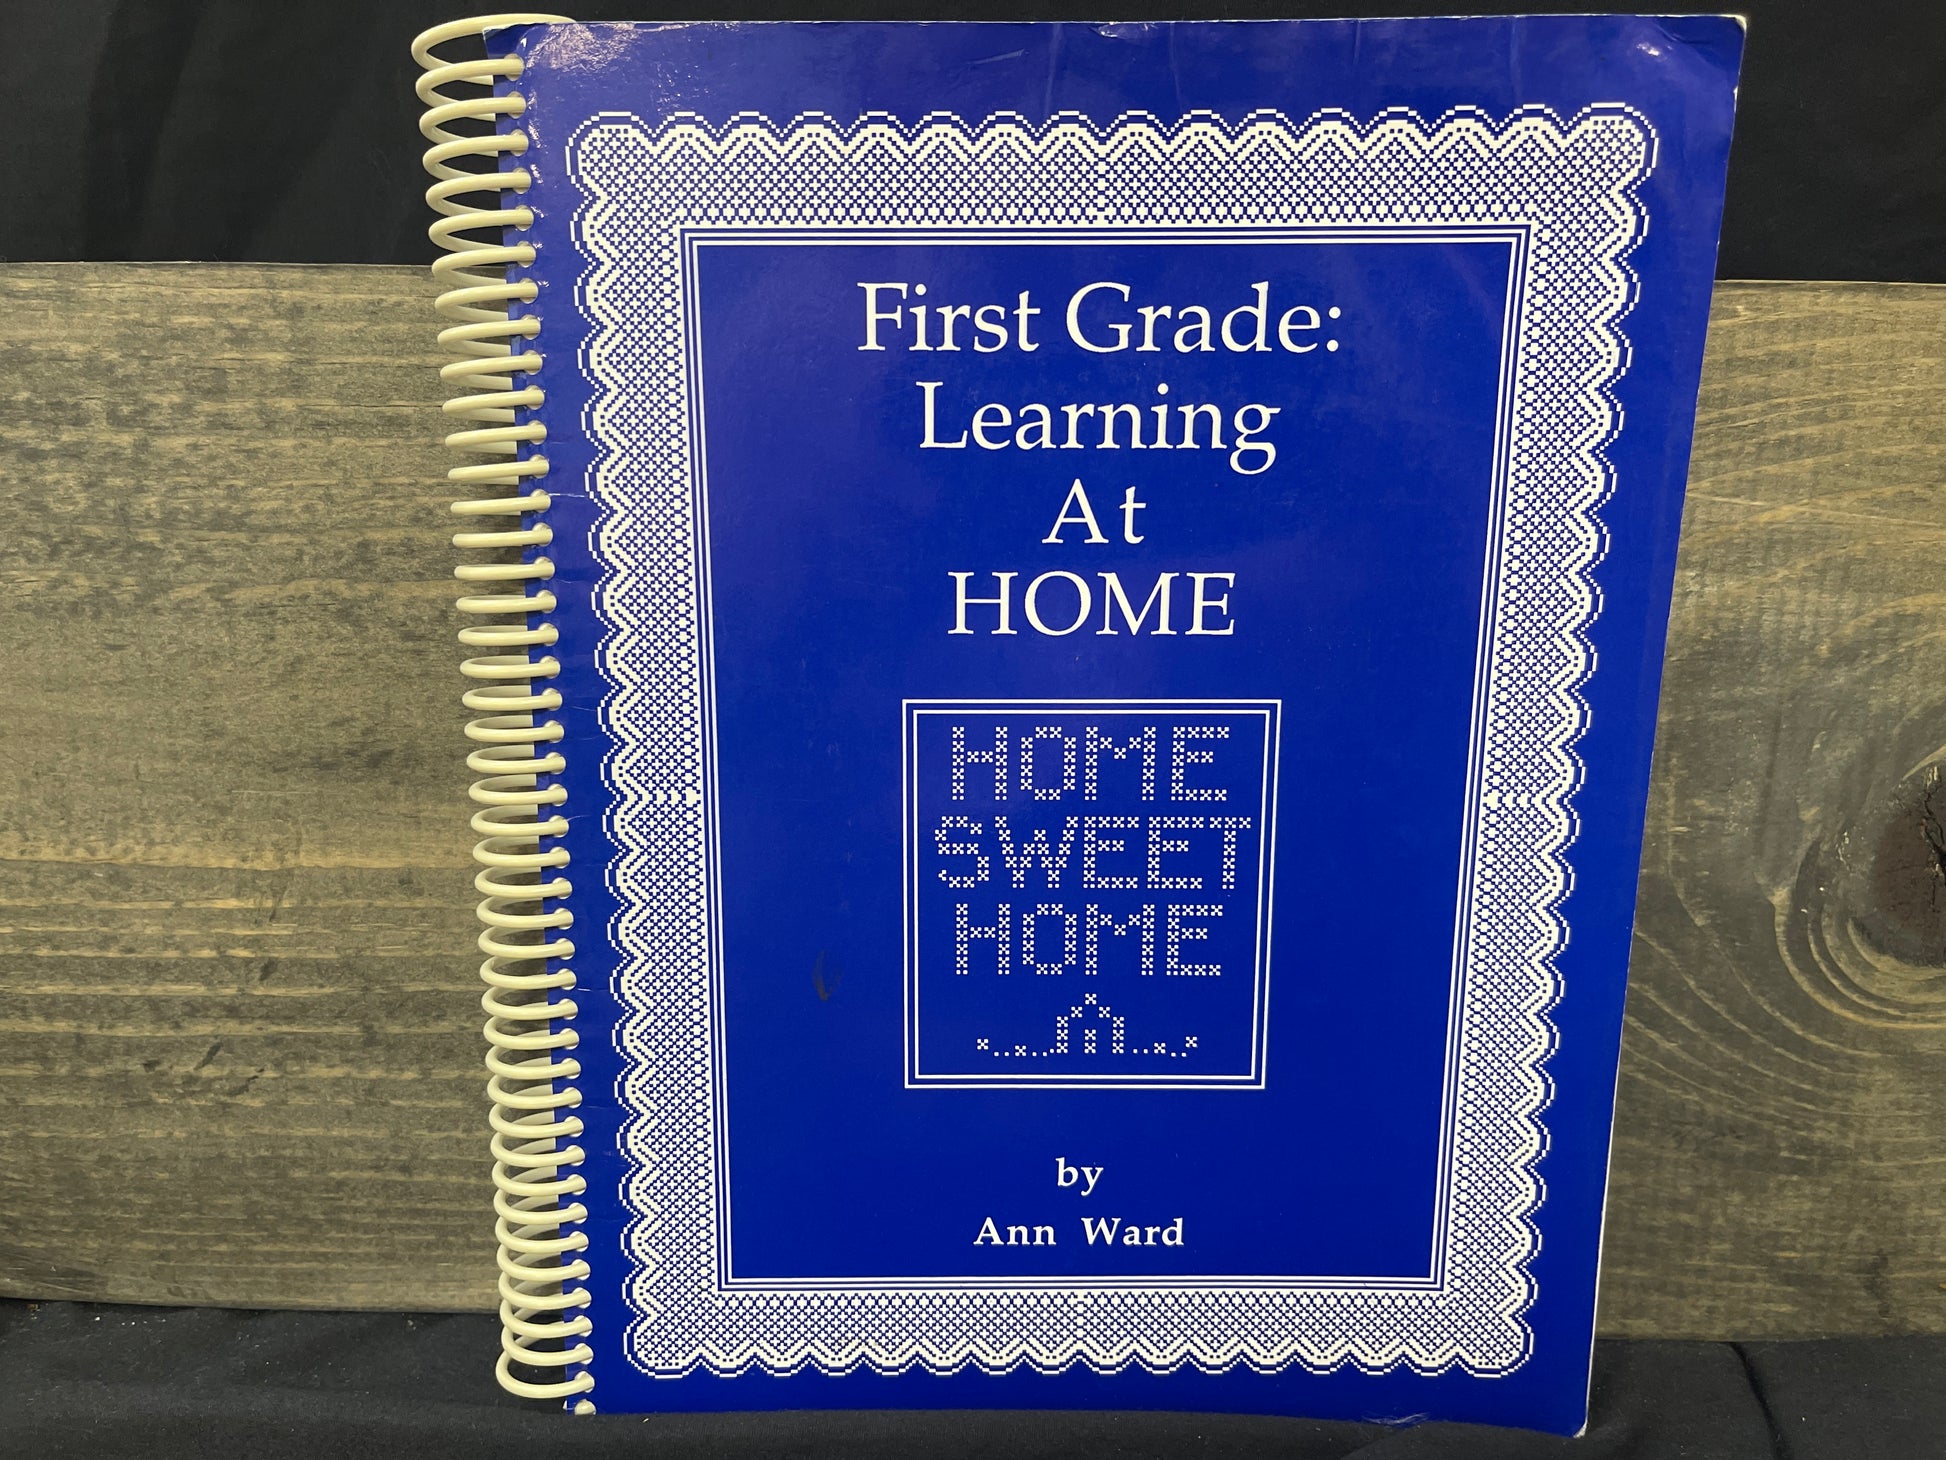 First Grade:
Learning
At
HOME
HOME
SWEET
HOME
by
Ann Ward